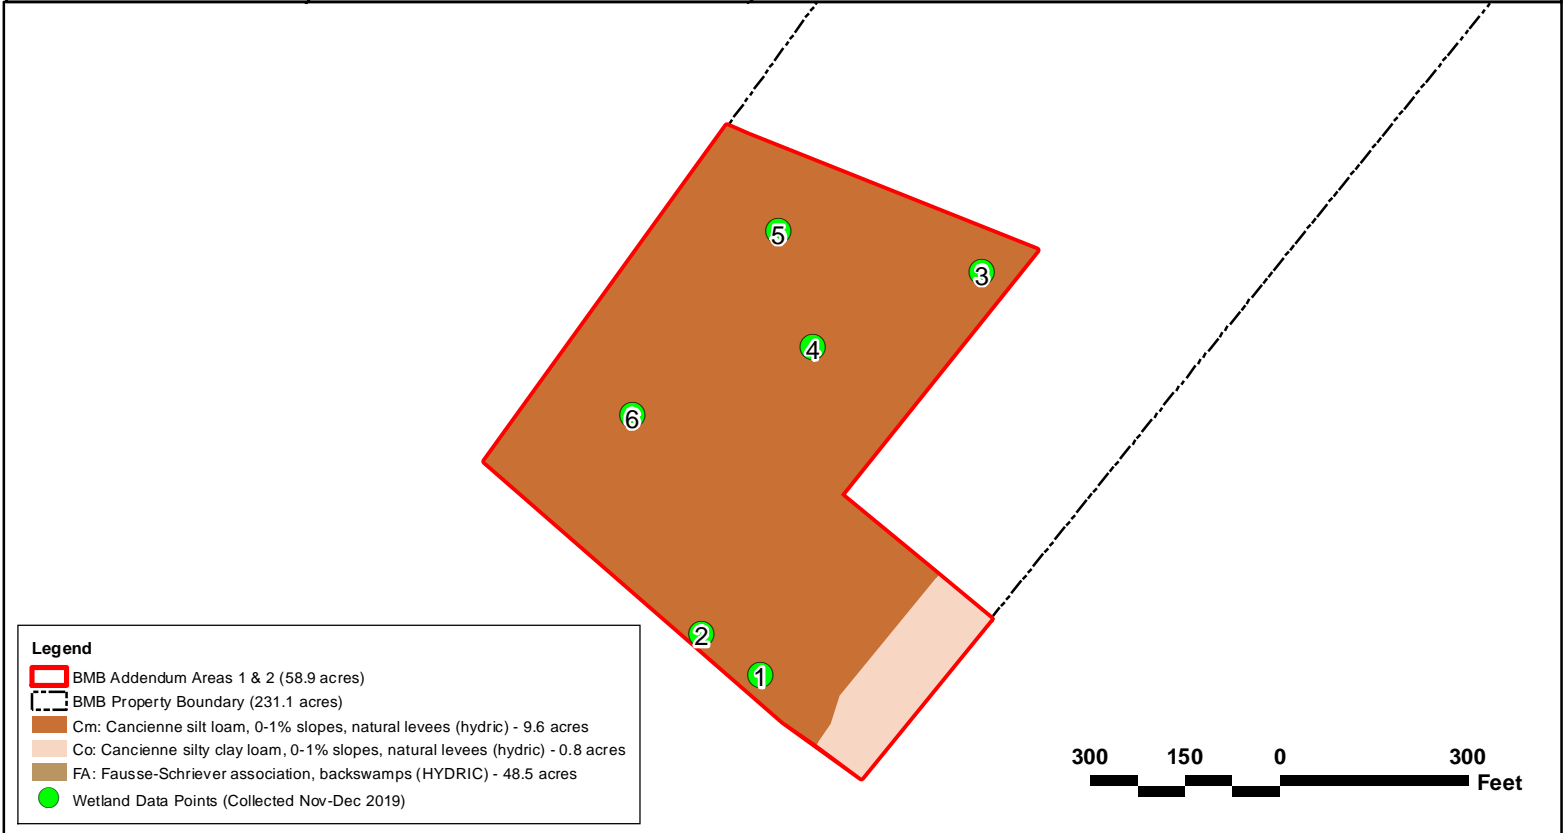 5
3
4
6
2
1
Legend
BMB Addendum Areas 1 & 2 (58.9 acres)
BMB Property Boundary (231.1 acres)
Cm: Cancienne silt loam, 0-1% slopes, natural levees (hydric) - 9.6 acres
Co: Cancienne silty clay loam, 0-1% slopes, natural levees (hydric) - 0.8 acres
FA: Fausse-Schriever association, backswamps (HYDRIC) - 48.5 acres
Wetland Data Points (Collected Nov-Dec 2019)
300 150 0 300
Feet